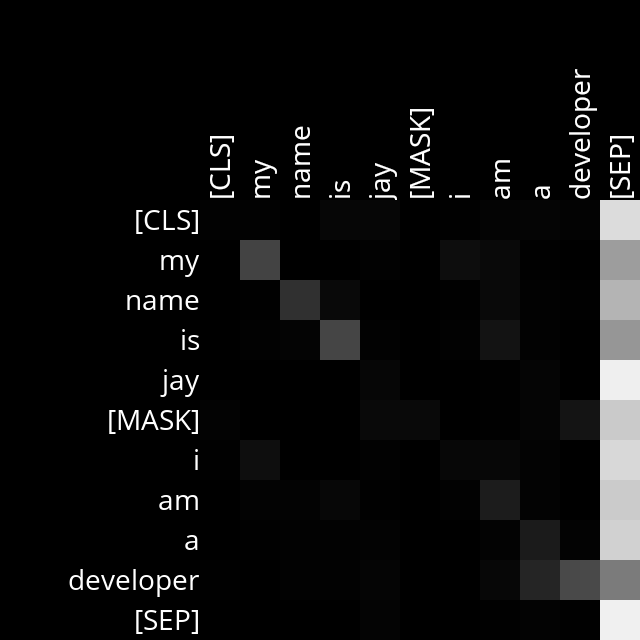 [CLS]
my
name
is
jay
[MASK]
i
am
a
developer
[SEP]
[CLS]
my
name
is
jay
[MASK]
i
am
a
developer
[SEP]